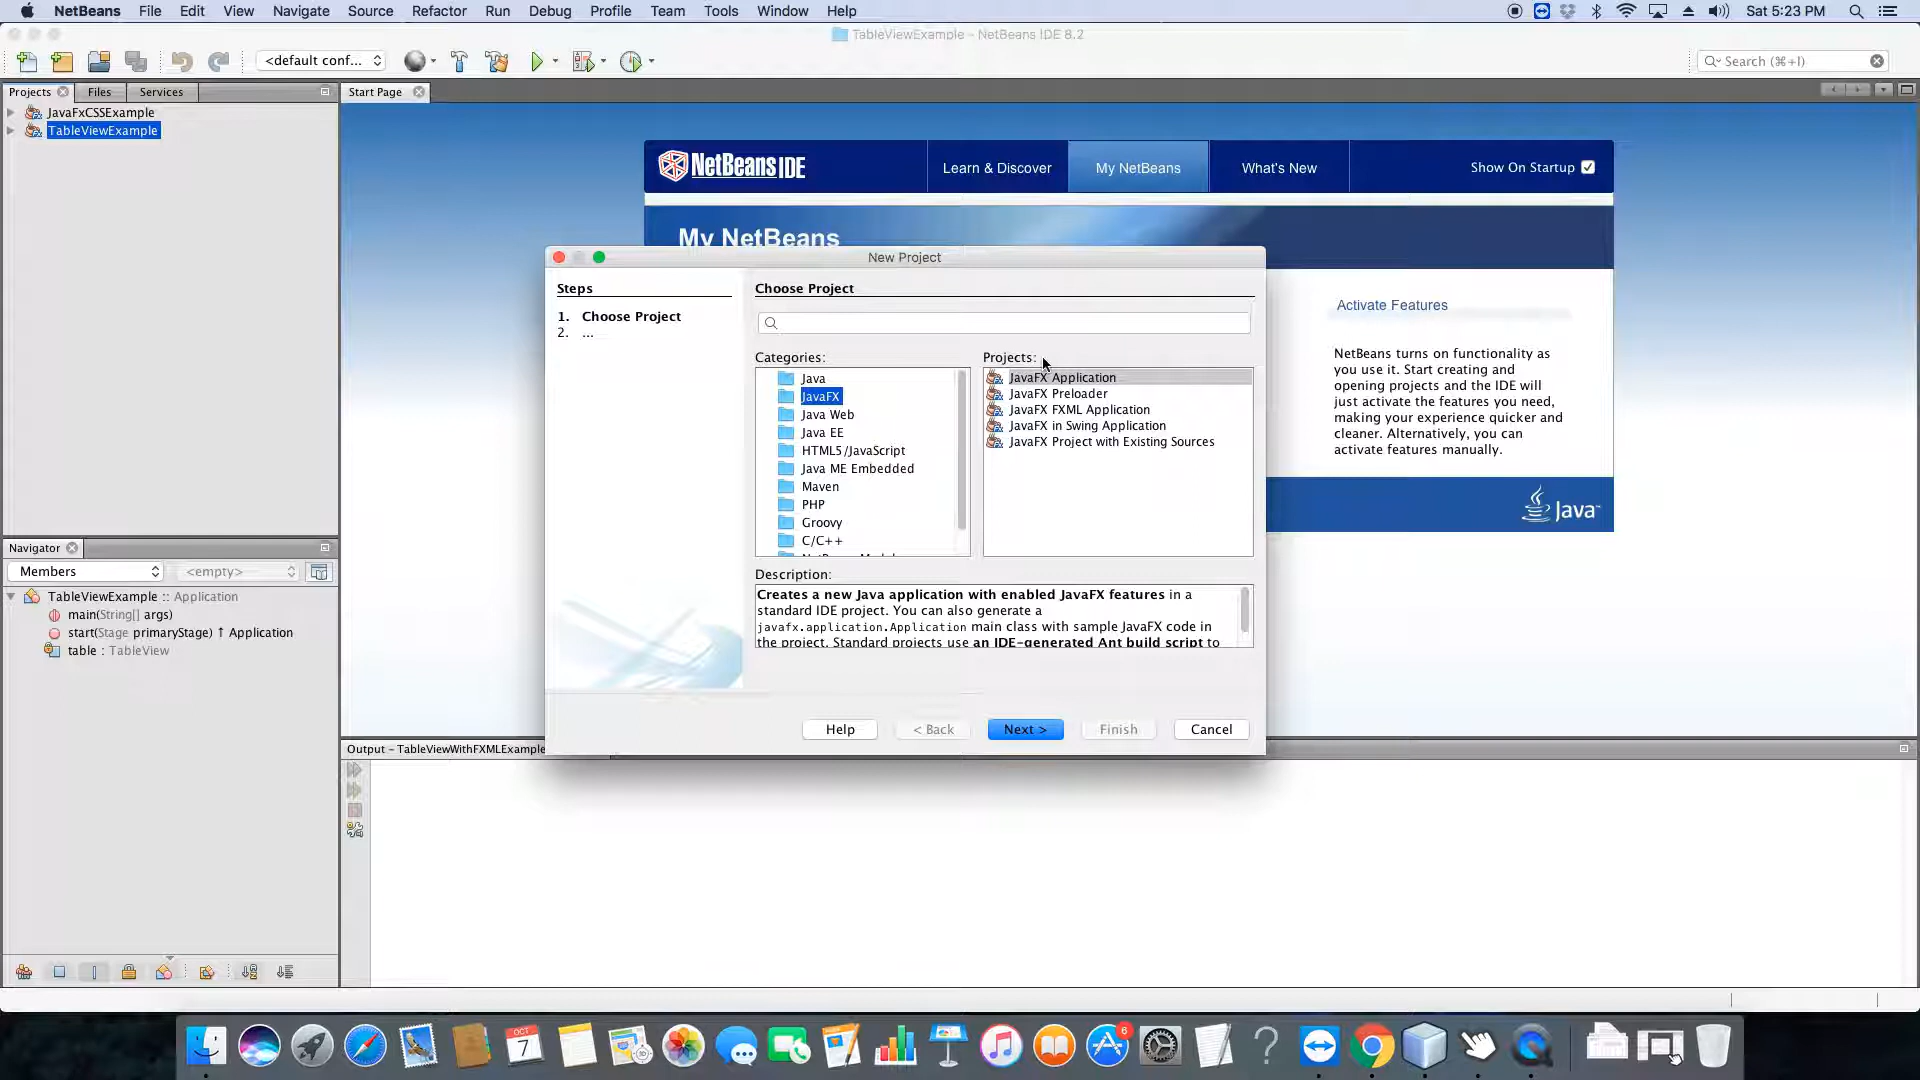 NetBeans File Edit View Navigate Source Refactor Run Debug Profile Team Tools Window Help Sat 5:23 PM
TableViewExample - NetBeans IDE 8.2
<default conf... Search (⌘+I)
Projects Files Services Start Page
JavaFxCSSExample
TableViewExample
NetBeans IDE Learn & Discover My NetBeans What's New Show On Startup
My NetBeans
New Project
Steps
1. Choose Project
2. ...
Choose Project
Categories:
Java
JavaFX
Java Web
Java EE
HTML5/JavaScript
Java ME Embedded
Maven
PHP
Groovy
C/C++
Projects:
JavaFX Application
JavaFX Preloader
JavaFX FXML Application
JavaFX in Swing Application
JavaFX Project with Existing Sources
Description:
Creates a new Java application with enabled JavaFX features in a
standard IDE project. You can also generate a
javafx.application.Application main class with sample JavaFX code in
the project. Standard projects use an IDE-generated Ant build script to
Help < Back Next > Finish Cancel
Activate Features
NetBeans turns on functionality as
you use it. Start creating and
opening projects and the IDE will
just activate the features you need,
making your experience quicker and
cleaner. Alternatively, you can
activate features manually.
Java
Navigator
Members <empty>
TableViewExample :: Application
main(String[] args)
start(Stage primaryStage) ↑ Application
table : TableView
Output - TableViewWithFXMLExample
OCT
7
6